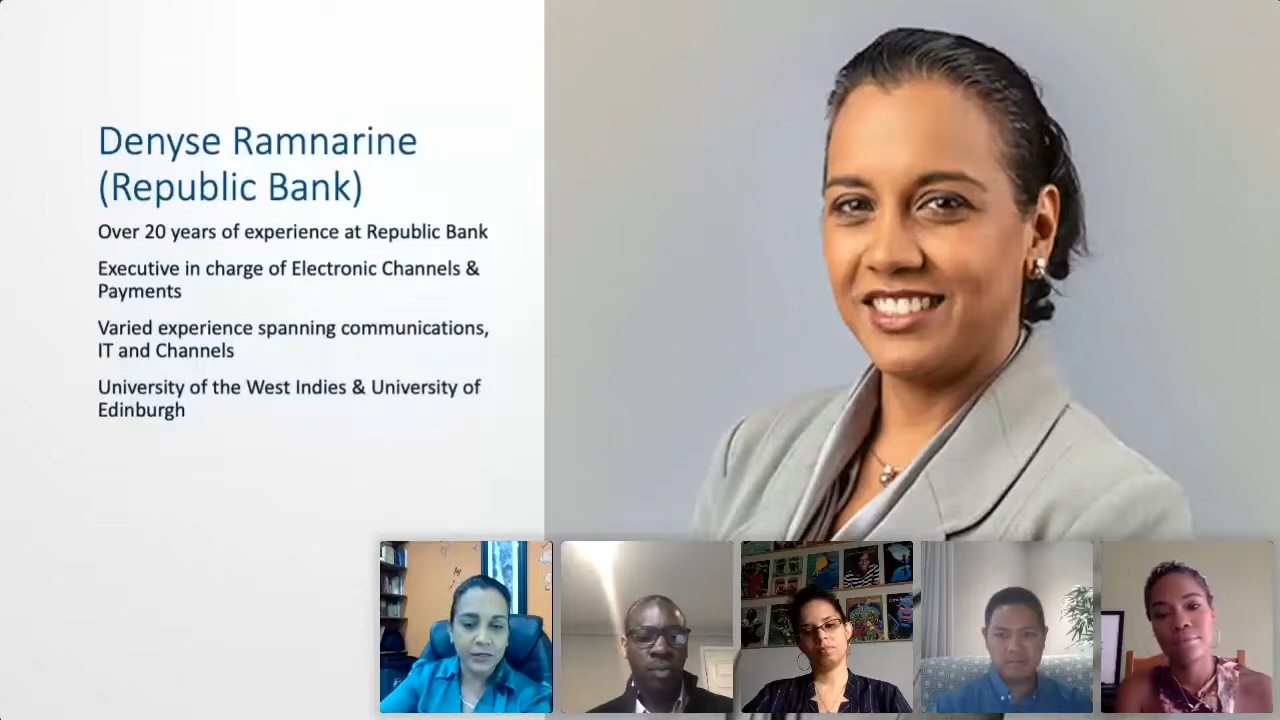 Denyse Ramnarine
(Republic Bank)
Over 20 years of experience at Republic Bank
Executive in charge of Electronic Channels &
Payments
Varied experience spanning communications,
IT and Channels
University of the West Indies & University of
Edinburgh